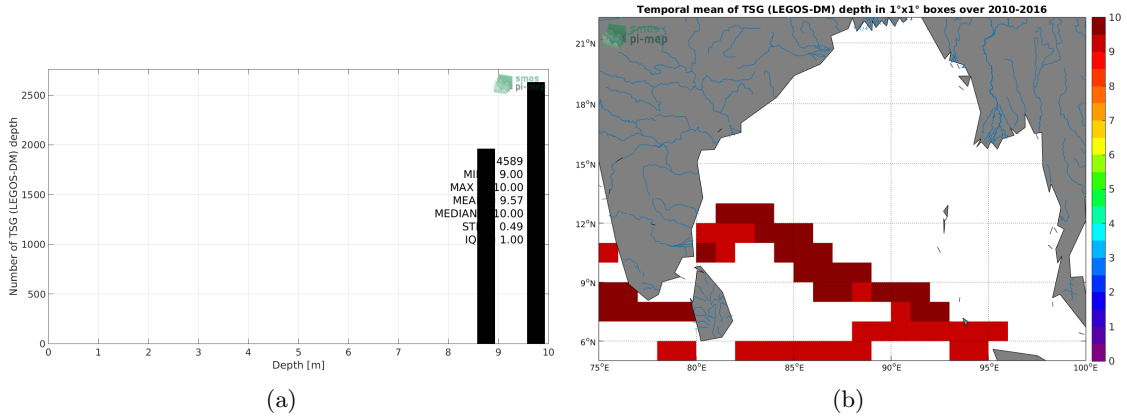 smos
pi-mep
4589
MI 9.00
MAX 10.00
MEA 9.57
MEDIAN 10.00
ST 0.49
IQ 1.00
Number of TSG (LEGOS-DM) depth
0
500
1000
1500
2000
2500
0 1 2 3 4 5 6 7 8 9 10
Depth [m]
(a)
Temporal mean of TSG (LEGOS-DM) depth in 1°x1° boxes over 2010-2016
smos
pi-mep
21°N
18°N
15°N
12°N
9°N
6°N
75°E 80°E 85°E 90°E 95°E 100°E
10
9
8
7
6
5
4
3
2
1
0
(b)